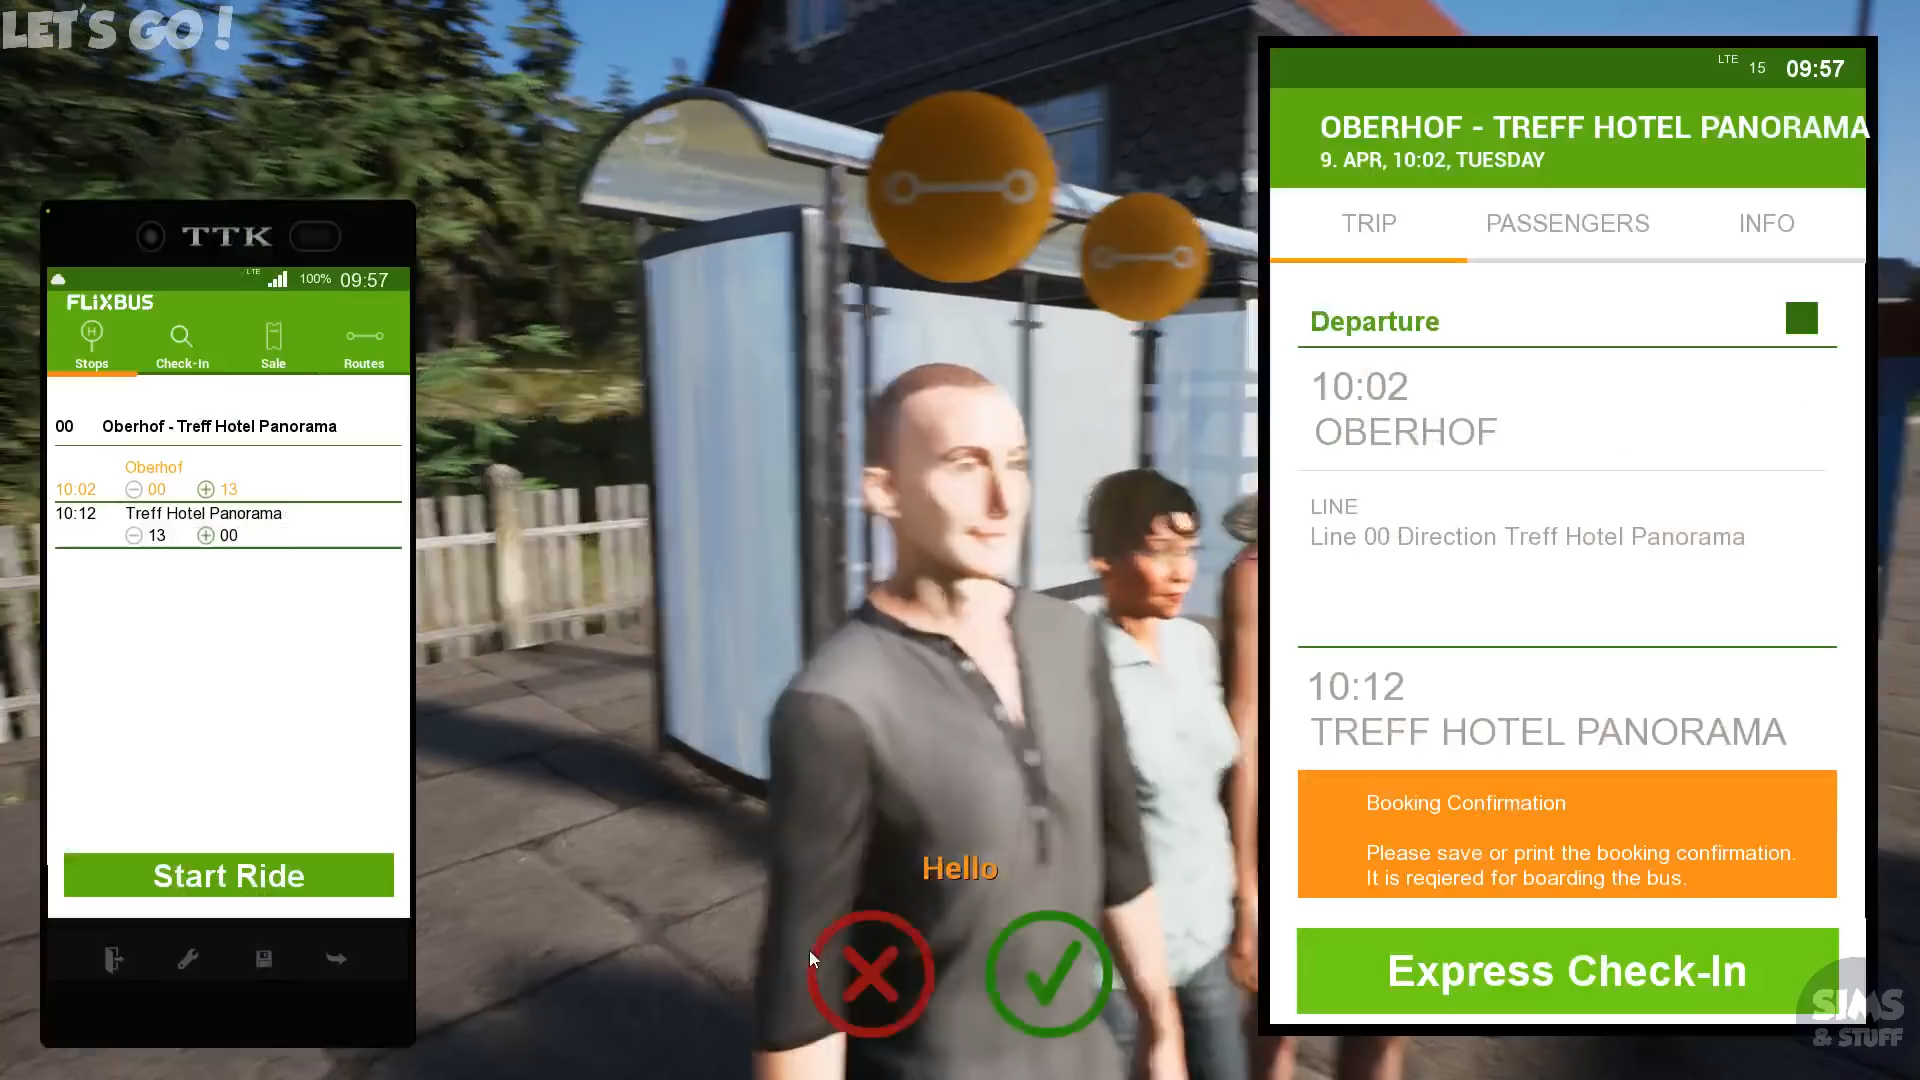 LET'S GO!
TTK
LTE 100% 09:57
FLiXBUS
H
Stops Check-In Sale Routes
00 Oberhof - Treff Hotel Panorama
Oberhof
10:02 00 13
10:12 Treff Hotel Panorama
13 00
Start Ride
Hello
LTE 15 09:57
OBERHOF - TREFF HOTEL PANORAMA
9. APR, 10:02, TUESDAY
TRIP PASSENGERS INFO
Departure
10:02
OBERHOF
LINE
Line 00 Direction Treff Hotel Panorama
10:12
TREFF HOTEL PANORAMA
Booking Confirmation
Please save or print the booking confirmation.
It is reqiered for boarding the bus.
Express Check-In
SIMS
& STUFF